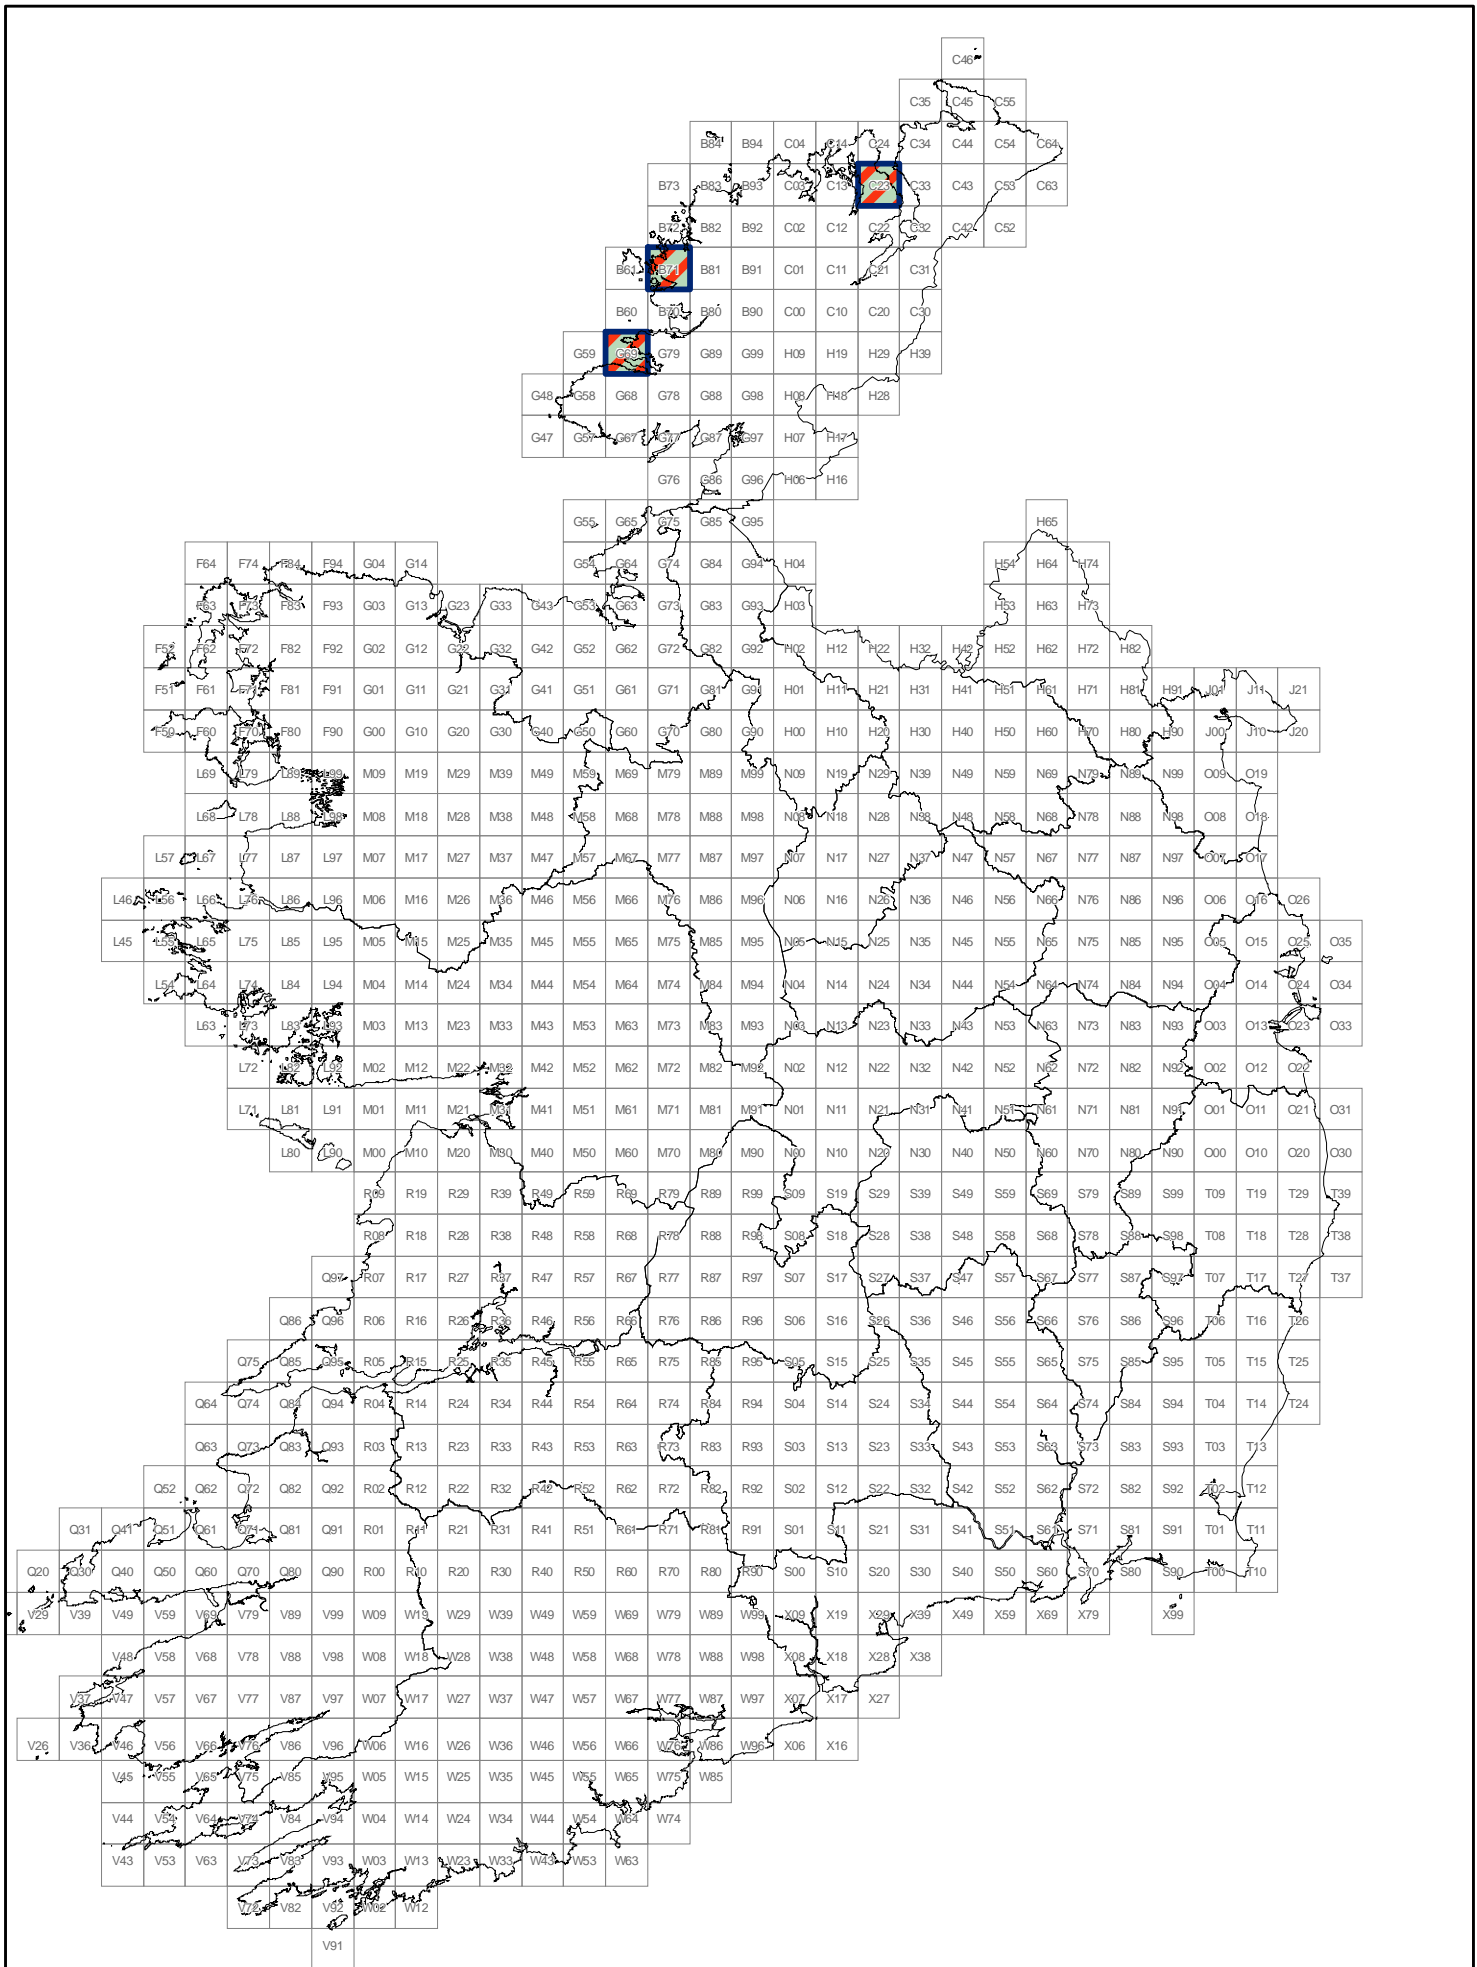 C46
C35 C45 C55
B84 B94 C04 C14 C24 C34 C44 C54 C64
B73 B83 B93 C03 C13 C23 C33 C43 C53 C63
B72 B82 B92 C02 C12 C22 C32 C42 C52
B61 B71 B81 B91 C01 C11 C21 C31
B60 B70 B80 B90 C00 C10 C20 C30
G59 G69 G79 G89 G99 H09 H19 H29 H39
G48 G58 G68 G78 G88 G98 H08 H18 H28
G47 G57 G67 G77 G87 G97 H07 H17
G76 G86 G96 H06 H16
G55 G65 G75 G85 G95 H65
F64 F74 F84 F94 G04 G14 G54 G64 G74 G84 G94 H04 H54 H64 H74
F63 F73 F83 F93 G03 G13 G23 G33 G43 G53 G63 G73 G83 G93 H03 H53 H63 H73
F52 F62 F72 F82 F92 G02 G12 G22 G32 G42 G52 G62 G72 G82 G92 H02 H12 H22 H32 H42 H52 H62 H72 H82
F51 F61 F71 F81 F91 G01 G11 G21 G31 G41 G51 G61 G71 G81 G91 H01 H11 H21 H31 H41 H51 H61 H71 H81 H91 J01 J11 J21
F50 F60 F70 F80 F90 G00 G10 G20 G30 G40 G50 G60 G70 G80 G90 H00 H10 H20 H30 H40 H50 H60 H70 H80 H90 J00 J10 J20
L69 L79 L89 L99 M09 M19 M29 M39 M49 M59 M69 M79 M89 M99 N09 N19 N29 N39 N49 N59 N69 N79 N89 N99 O09 O19
L68 L78 L88 L98 M08 M18 M28 M38 M48 M58 M68 M78 M88 M98 N08 N18 N28 N38 N48 N58 N68 N78 N88 N98 O08 O18
L57 L67 L77 L87 L97 M07 M17 M27 M37 M47 M57 M67 M77 M87 M97 N07 N17 N27 N37 N47 N57 N67 N77 N87 N97 O07 O17
L46 L56 L66 L76 L86 L96 M06 M16 M26 M36 M46 M56 M66 M76 M86 M96 N06 N16 N26 N36 N46 N56 N66 N76 N86 N96 O06 O16 O26
L45 L55 L65 L75 L85 L95 M05 M15 M25 M35 M45 M55 M65 M75 M85 M95 N05 N15 N25 N35 N45 N55 N65 N75 N85 N95 O05 O15 O25 O35
L54 L64 L74 L84 L94 M04 M14 M24 M34 M44 M54 M64 M74 M84 M94 N04 N14 N24 N34 N44 N54 N64 N74 N84 N94 O04 O14 O24 O34
L63 L73 L83 L93 M03 M13 M23 M33 M43 M53 M63 M73 M83 M93 N03 N13 N23 N33 N43 N53 N63 N73 N83 N93 O03 O13 O23 O33
L72 L82 L92 M02 M12 M22 M32 M42 M52 M62 M72 M82 M92 N02 N12 N22 N32 N42 N52 N62 N72 N82 N92 O02 O12 O22
L71 L81 L91 M01 M11 M21 M31 M41 M51 M61 M71 M81 M91 N01 N11 N21 N31 N41 N51 N61 N71 N81 N91 O01 O11 O21 O31
L80 L90 M00 M10 M20 M30 M40 M50 M60 M70 M80 M90 N00 N10 N20 N30 N40 N50 N60 N70 N80 N90 O00 O10 O20 O30
R09 R19 R29 R39 R49 R59 R69 R79 R89 R99 S09 S19 S29 S39 S49 S59 S69 S79 S89 S99 T09 T19 T29 T39
R08 R18 R28 R38 R48 R58 R68 R78 R88 R98 S08 S18 S28 S38 S48 S58 S68 S78 S88 S98 T08 T18 T28 T38
Q97 R07 R17 R27 R37 R47 R57 R67 R77 R87 R97 S07 S17 S27 S37 S47 S57 S67 S77 S87 S97 T07 T17 T27 T37
Q86 Q96 R06 R16 R26 R36 R46 R56 R66 R76 R86 R96 S06 S16 S26 S36 S46 S56 S66 S76 S86 S96 T06 T16 T26
Q75 Q85 Q95 R05 R15 R25 R35 R45 R55 R65 R75 R85 R95 S05 S15 S25 S35 S45 S55 S65 S75 S85 S95 T05 T15 T25
Q64 Q74 Q84 Q94 R04 R14 R24 R34 R44 R54 R64 R74 R84 R94 S04 S14 S24 S34 S44 S54 S64 S74 S84 S94 T04 T14 T24
Q63 Q73 Q83 Q93 R03 R13 R23 R33 R43 R53 R63 R73 R83 R93 S03 S13 S23 S33 S43 S53 S63 S73 S83 S93 T03 T13
Q52 Q62 Q72 Q82 Q92 R02 R12 R22 R32 R42 R52 R62 R72 R82 R92 S02 S12 S22 S32 S42 S52 S62 S72 S82 S92 T02 T12
Q31 Q41 Q51 Q61 Q71 Q81 Q91 R01 R11 R21 R31 R41 R51 R61 R71 R81 R91 S01 S11 S21 S31 S41 S51 S61 S71 S81 S91 T01 T11
Q20 Q30 Q40 Q50 Q60 Q70 Q80 Q90 R00 R10 R20 R30 R40 R50 R60 R70 R80 R90 S00 S10 S20 S30 S40 S50 S60 S70 S80 S90 T00 T10
V29 V39 V49 V59 V69 V79 V89 V99 W09 W19 W29 W39 W49 W59 W69 W79 W89 W99 X09 X19 X29 X39 X49 X59 X69 X79 X99
V48 V58 V68 V78 V88 V98 W08 W18 W28 W38 W48 W58 W68 W78 W88 W98 X08 X18 X28 X38
V37 V47 V57 V67 V77 V87 V97 W07 W17 W27 W37 W47 W57 W67 W77 W87 W97 X07 X17 X27
V26 V36 V46 V56 V66 V76 V86 V96 W06 W16 W26 W36 W46 W56 W66 W76 W86 W96 X06 X16
V45 V55 V65 V75 V85 V95 W05 W15 W25 W35 W45 W55 W65 W75 W85
V44 V54 V64 V74 V84 V94 W04 W14 W24 W34 W44 W54 W64 W74
V43 V53 V63 V73 V83 V93 W03 W13 W23 W33 W43 W53 W63
V72 V82 V92 W02 W12
V91